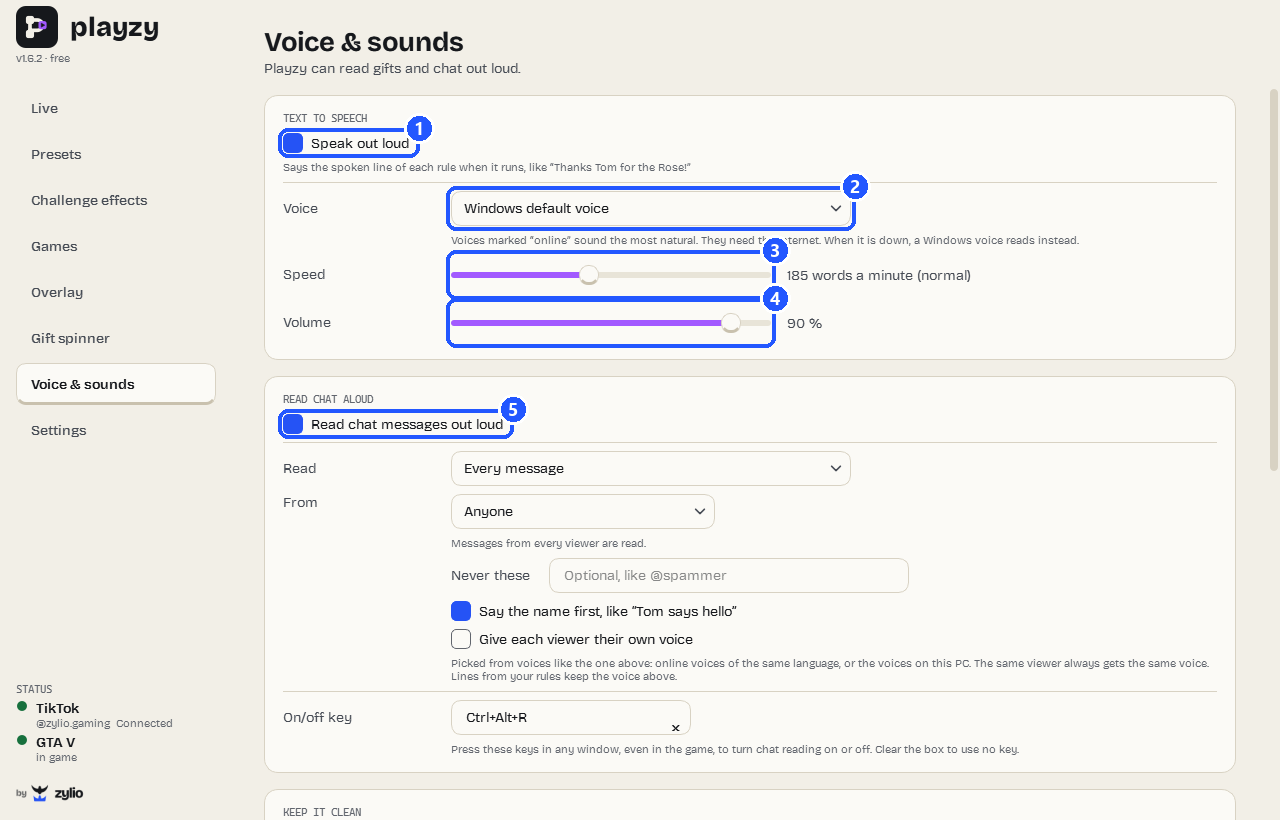 playzy
v1.6.2 · free
Live
Presets
Challenge effects
Games
Overlay
Gift spinner
Voice & sounds
Settings
STATUS
TikTok
@zylio.gaming Connected
GTA V
in game
by zylio
Voice & sounds
Playzy can read gifts and chat out loud.
TEXT TO SPEECH
1
Speak out loud
Says the spoken line of each rule when it runs, like “Thanks Tom for the Rose!”
2
Voice
Windows default voice
Voices marked “online” sound the most natural. They need internet. When it is down, a Windows voice reads instead.
3
Speed
185 words a minute (normal)
4
Volume
90 %
READ CHAT ALOUD
5
Read chat messages out loud
Read
Every message
From
Anyone
Messages from every viewer are read.
Never these
Optional, like @spammer
Say the name first, like “Tom says hello”
Give each viewer their own voice
Picked from voices like the one above: online voices of the same language, or the voices on this PC. The same viewer always gets the same voice.
Lines from your rules keep the voice above.
On/off key
Ctrl+Alt+R
×
Press these keys in any window, even in the game, to turn chat reading on or off. Clear the box to use no key.
KEEP IT CLEAN